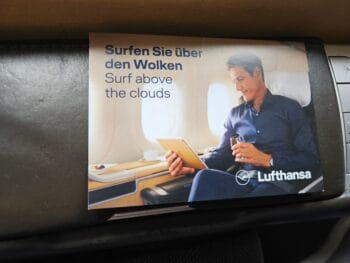 Surfen Sie über
den Wolken
Surf above
the clouds
Lufthansa